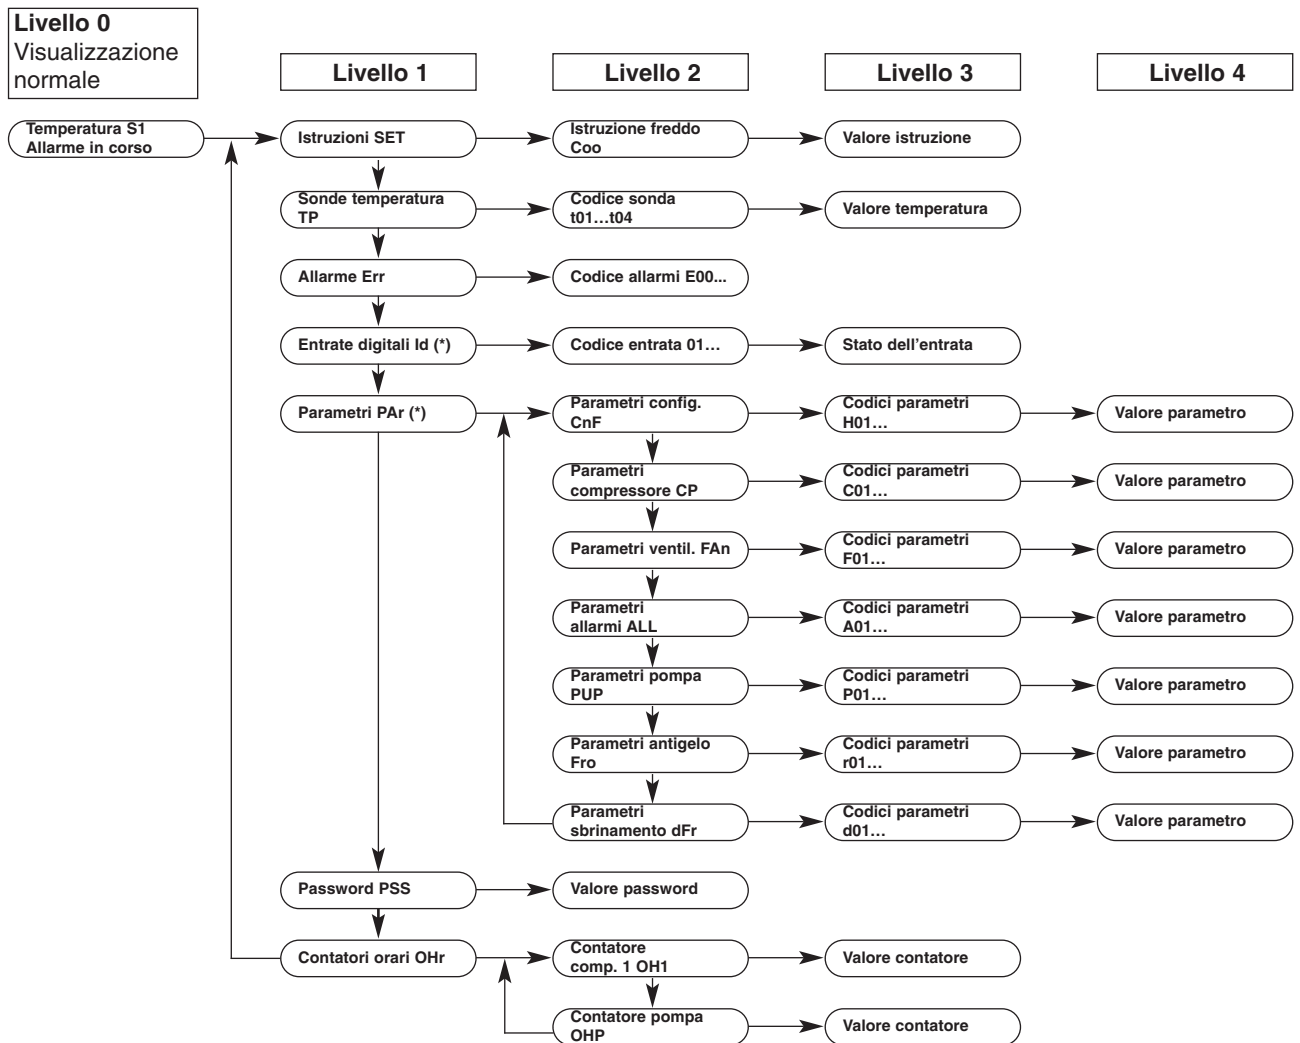 Livello 0
Visualizzazione
normale
Livello 1
Livello 2
Livello 3
Livello 4
Temperatura S1
Allarme in corso
Istruzioni SET
Istruzione freddo
Coo
Valore istruzione
Sonde temperatura
TP
Codice sonda
t01...t04
Valore temperatura
Allarme Err
Codice allarmi E00...
Entrate digitali Id (*)
Codice entrata 01...
Stato dell'entrata
Parametri PAr (*)
Parametri config.
CnF
Codici parametri
H01...
Valore parametro
Parametri
compressore CP
Codici parametri
C01...
Valore parametro
Parametri ventil. FAn
Codici parametri
F01...
Valore parametro
Parametri
allarmi ALL
Codici parametri
A01...
Valore parametro
Parametri pompa
PUP
Codici parametri
P01...
Valore parametro
Parametri antigelo
Fro
Codici parametri
r01...
Valore parametro
Parametri
sbrinamento dFr
Codici parametri
d01...
Valore parametro
Password PSS
Valore password
Contatori orari OHr
Contatore
comp. 1 OH1
Valore contatore
Contatore pompa
OHP
Valore contatore